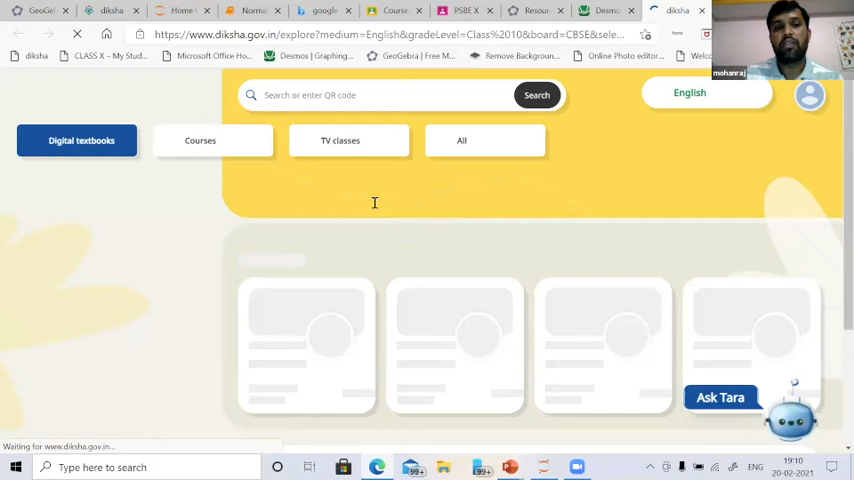 GeoGeb
diksha
Home
Norma
google
Course
PSBE X
Resour
Desmo
diksha
https://www.diksha.gov.in/explore?medium=English&gradeLevel=Class%2010&board=CBSE&sele...
diksha
CLASS X – My Stud...
Microsoft Office Ho...
Desmos | Graphing...
GeoGebra | Free M...
Remove Background...
Online Photo editor...
Welco
mohanraj
Search or enter QR code
Search
English
Digital textbooks
Courses
TV classes
All
Ask Tara
Waiting for www.diksha.gov.in...
Type here to search
99+
99+
ENG
19:10
20-02-2021